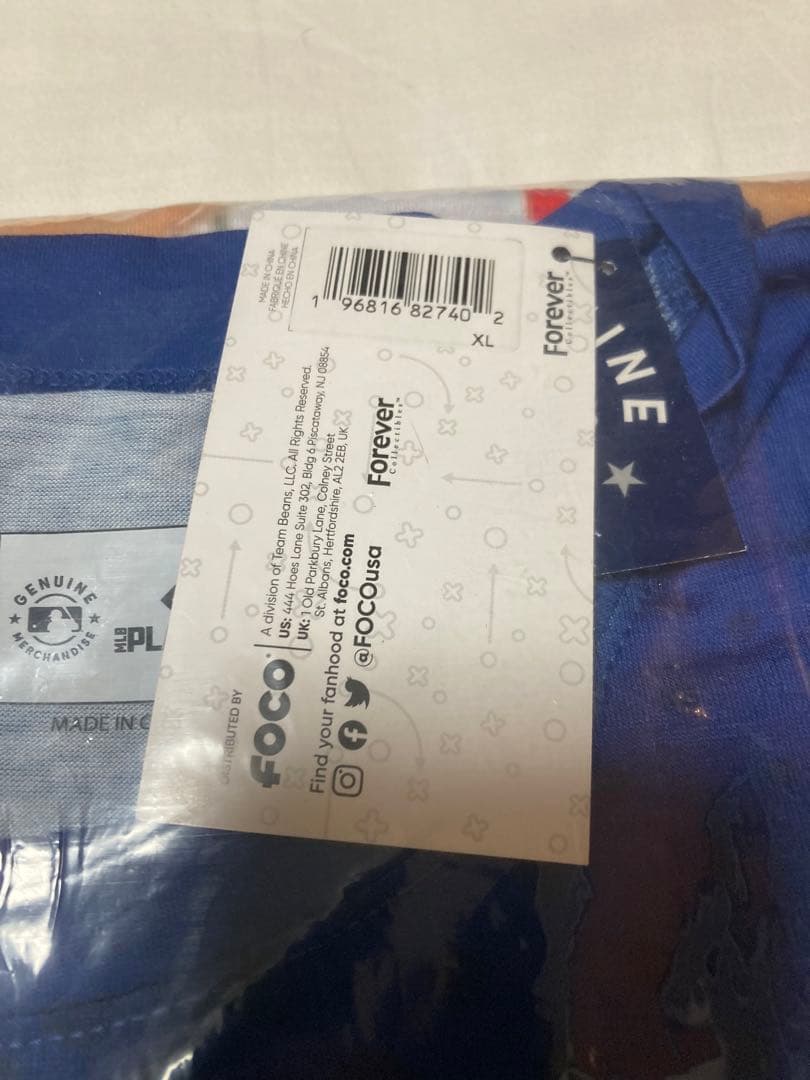 MADE IN CHINA
FABRIQUÉ EN CHINE
HECHO EN CHINA
1 96816 82740 2
XL
Forever
Collectibles™
DISTRIBUTED BY
FOCO®
A division of Team Beans, LLC. All Rights Reserved.
US: 444 Hoes Lane Suite 302, Bldg 6 Piscataway, NJ 08854
UK: 1 Old Parkbury Lane, Colney Street
St. Albans, Hertfordshire, AL2 2EB, UK
Find your fanhood at foco.com
@FOCOusa
Forever
Collectibles™
INE
GENUINE
MERCHANDISE
MLB
PL
MADE IN C